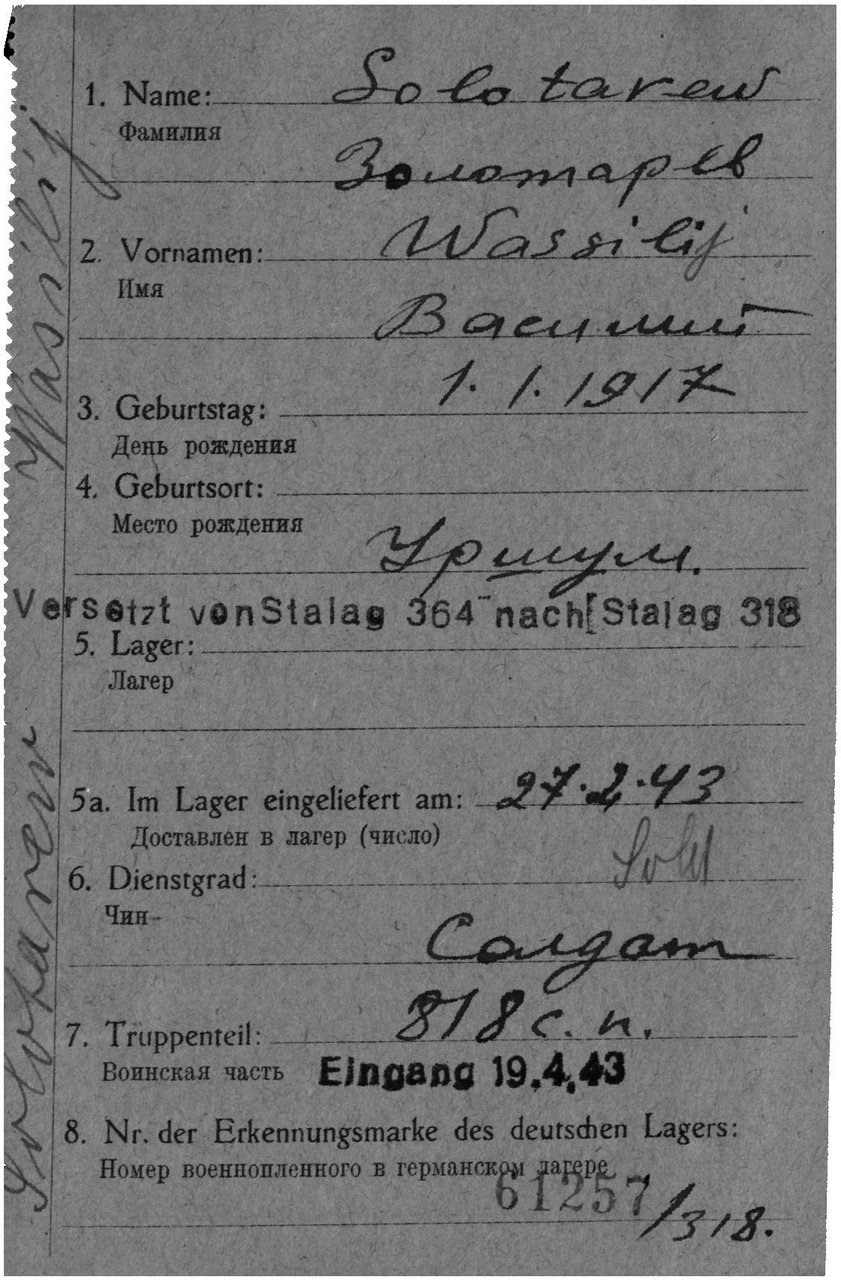 1. Name: Solotarew
Фамилия
Золотарев
2. Vornamen: Wassilij
Имя
Василий
3. Geburtstag: 1.1.1917
День рождения
4. Geburtsort:
Место рождения
Уршум.
Versetzt von Stalag 364 nach Stalag 318
5. Lager:
Лагер
5a. Im Lager eingeliefert am: 27.2.43
Доставлен в лагер (число)
6. Dienstgrad: Sold
Чин
Солдат
7. Truppenteil: 818 с.п.
Воинская часть Eingang 19.4.43
8. Nr. der Erkennungsmarke des deutschen Lagers:
Номер военнопленного в германском лагере
61257/318.
Solotarew Wassilij